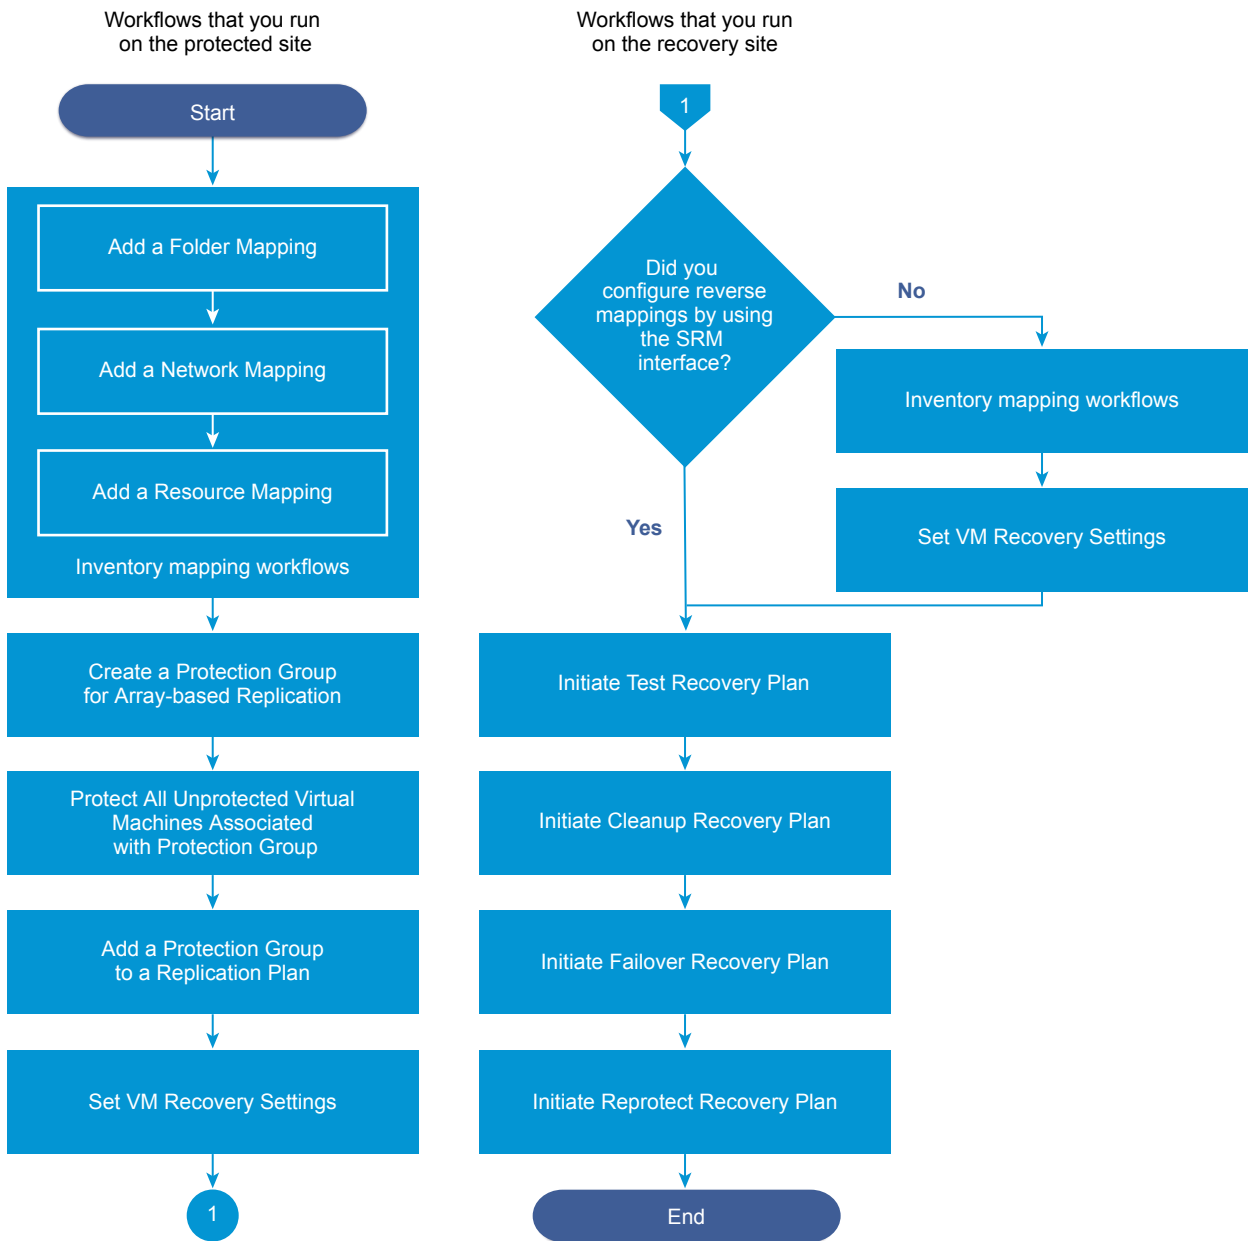 Workflows that you run
on the protected site
Start
Add a Folder Mapping
Add a Network Mapping
Add a Resource Mapping
Inventory mapping workflows
Create a Protection Group
for Array-based Replication
Protect All Unprotected Virtual
Machines Associated
with Protection Group
Add a Protection Group
to a Replication Plan
Set VM Recovery Settings
1
Workflows that you run
on the recovery site
1
Did you
configure reverse
mappings by using
the SRM
interface?
No
Inventory mapping workflows
Set VM Recovery Settings
Yes
Initiate Test Recovery Plan
Initiate Cleanup Recovery Plan
Initiate Failover Recovery Plan
Initiate Reprotect Recovery Plan
End